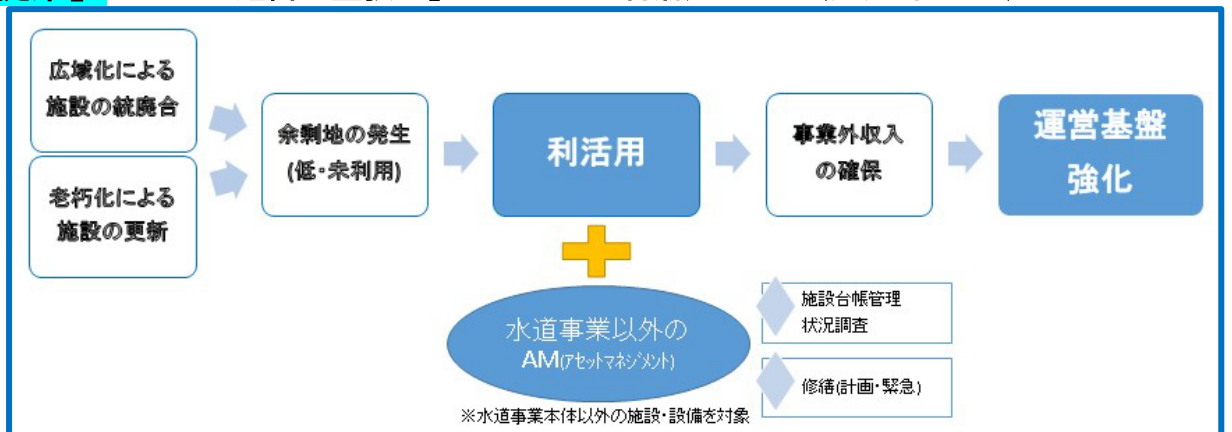 広域化による
施設の統廃合
老朽化による
施設の更新
余剰地の発生
(低・未利用)
利活用
事業外収入
の確保
運営基盤
強化
水道事業以外の
AM(アセットマネジメント)
※水道事業本体以外の施設・設備を対象
施設台帳管理
状況調査
修繕(計画・緊急)